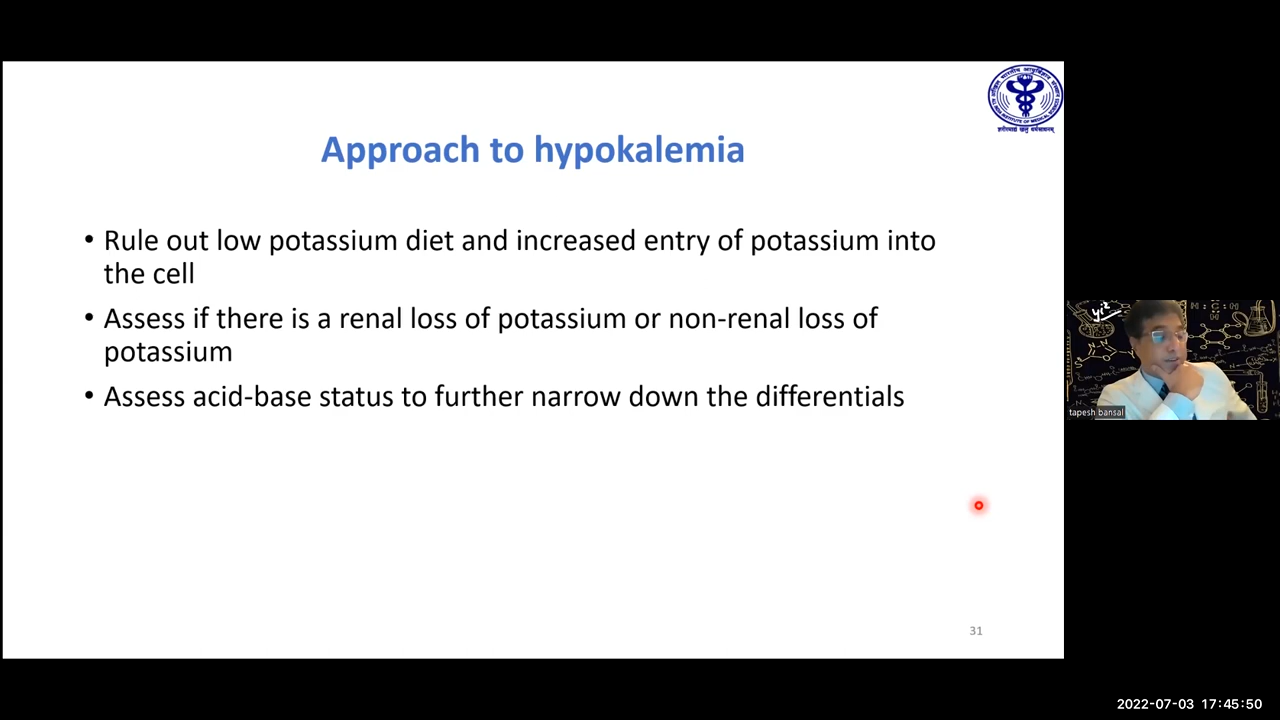 Approach to hypokalemia
• Rule out low potassium diet and increased entry of potassium into
the cell
• Assess if there is a renal loss of potassium or non-renal loss of
potassium
• Assess acid-base status to further narrow down the differentials
31
tapesh bansal
2022-07-03 17:45:50